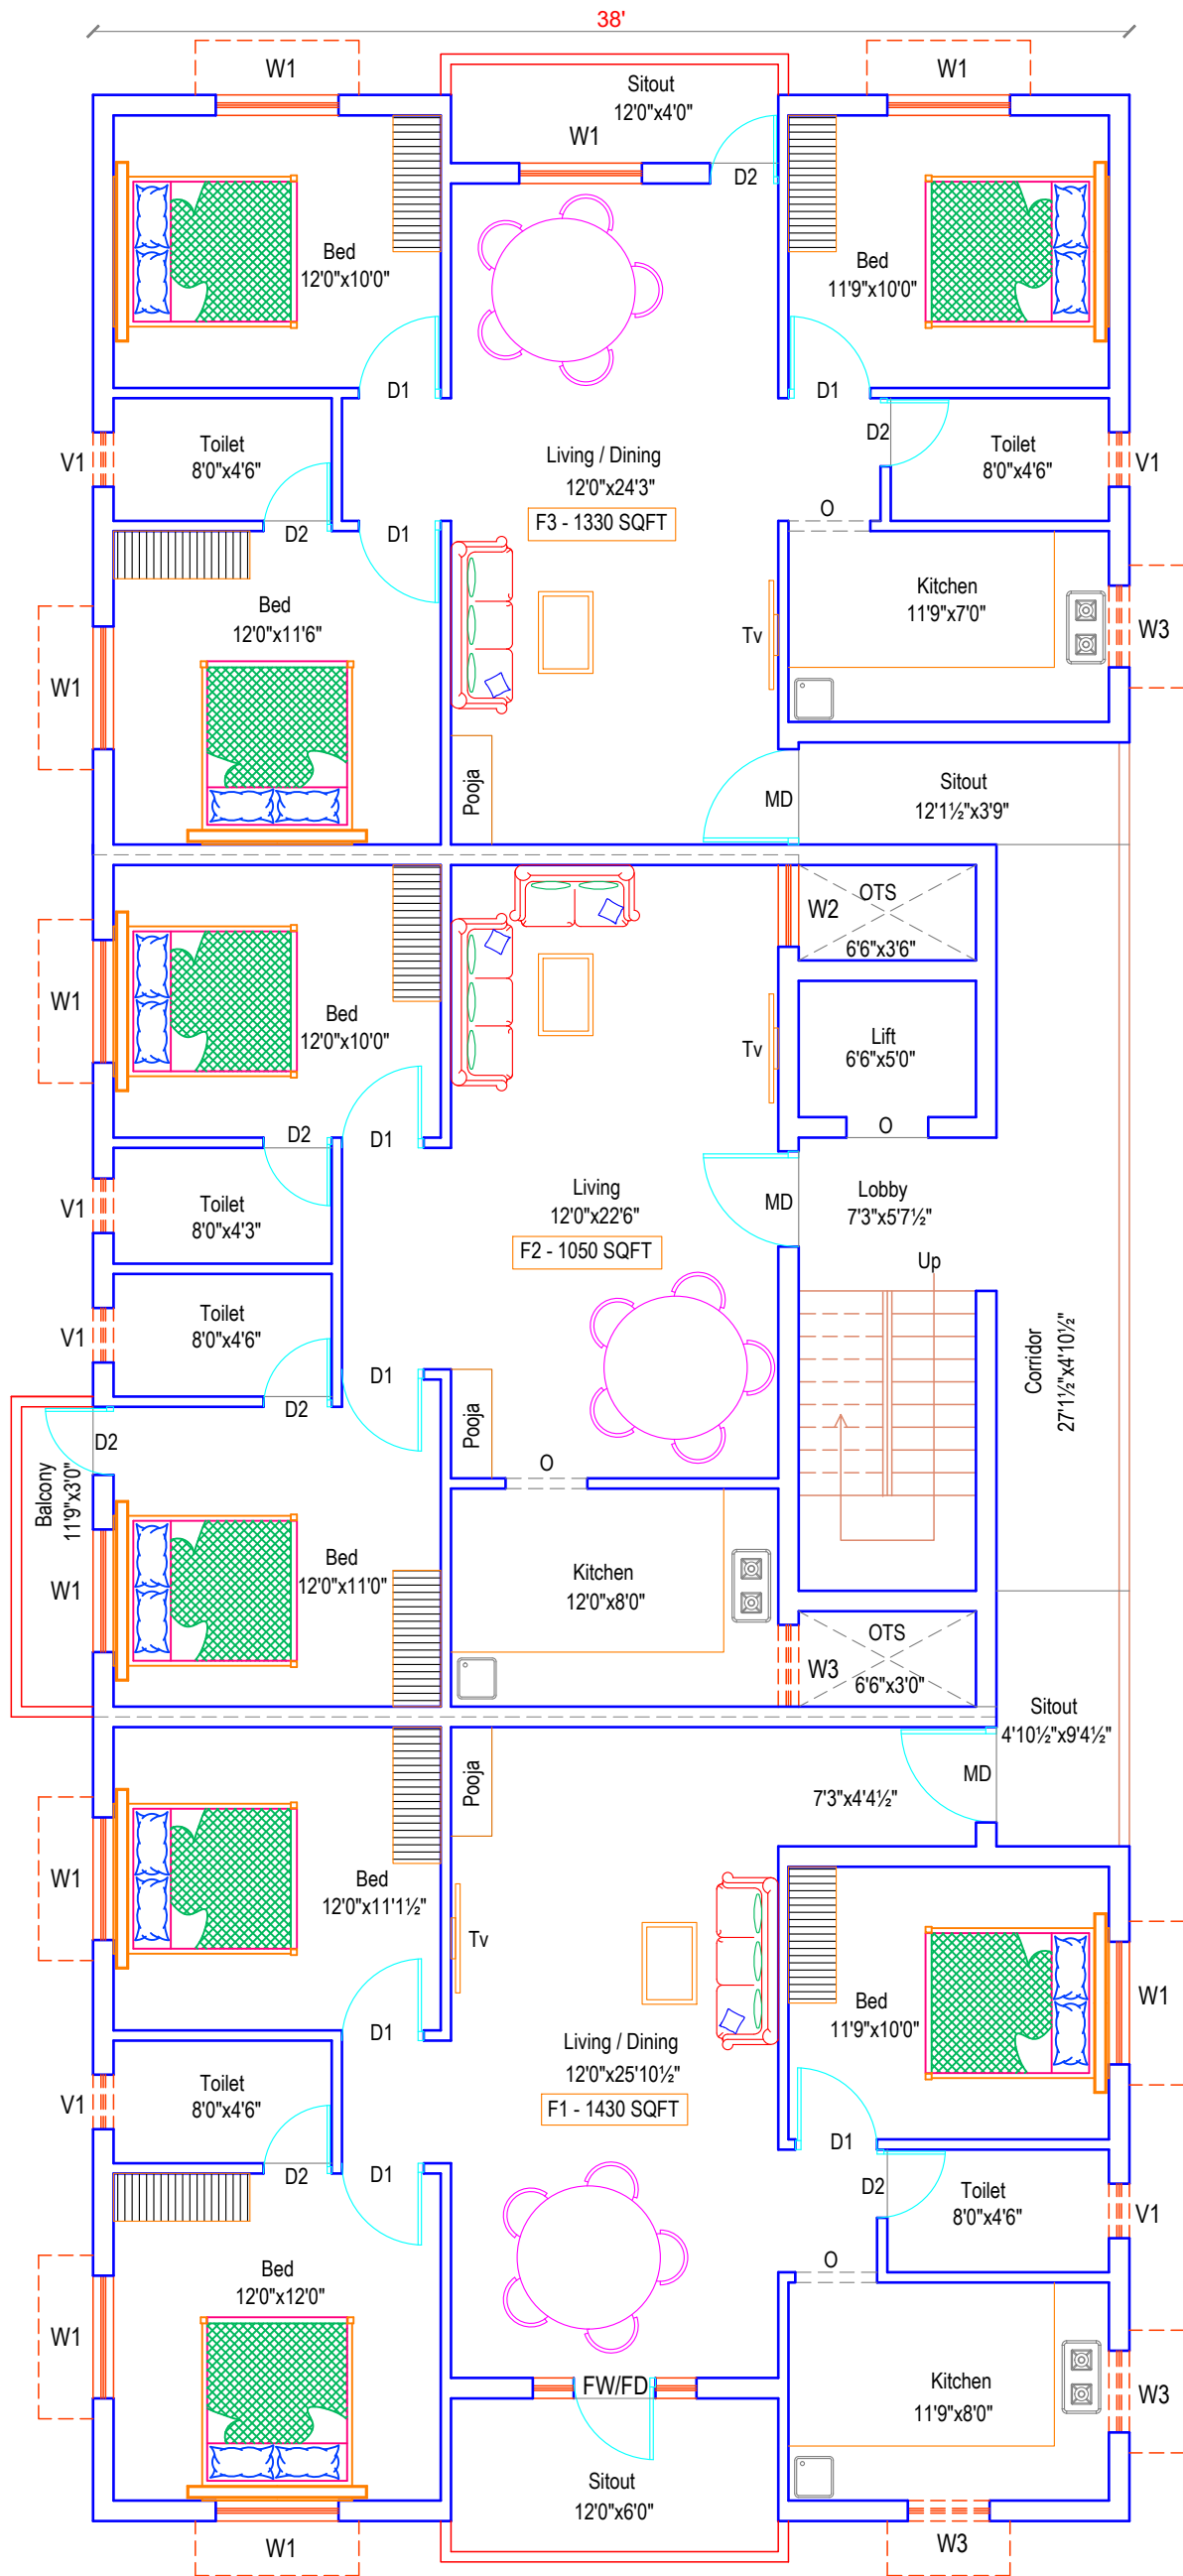 38'
W1
W1
Sitout
12'0"x4'0"
W1
D2
Bed
12'0"x10'0"
Bed
11'9"x10'0"
D1
D1
D2
Toilet
8'0"x4'6"
V1
Living / Dining
12'0"x24'3"
F3 - 1330 SQFT
Toilet
8'0"x4'6"
V1
O
D2
D1
Bed
12'0"x11'6"
Kitchen
11'9"x7'0"
W3
Tv
W1
Pooja
MD
Sitout
12'1½"x3'9"
W2
OTS
6'6"x3'6"
W1
Bed
12'0"x10'0"
Tv
Lift
6'6"x5'0"
O
D2
D1
V1
Toilet
8'0"x4'3"
Living
12'0"x22'6"
F2 - 1050 SQFT
MD
Lobby
7'3"x5'7½"
Up
V1
Toilet
8'0"x4'6"
D1
D2
Corridor
27'1½"x4'10½"
Pooja
D2
Balcony
11'9"x3'0"
O
W1
Bed
12'0"x11'0"
Kitchen
12'0"x8'0"
OTS
6'6"x3'0"
W3
Sitout
4'10½"x9'4½"
MD
7'3"x4'4½"
Pooja
W1
Bed
12'0"x11'1½"
Tv
Bed
11'9"x10'0"
W1
D1
Living / Dining
12'0"x25'10½"
F1 - 1430 SQFT
V1
Toilet
8'0"x4'6"
D1
D2
D1
D2
Toilet
8'0"x4'6"
V1
O
Bed
12'0"x12'0"
W1
FW/FD
Kitchen
11'9"x8'0"
W3
Sitout
12'0"x6'0"
W1
W3